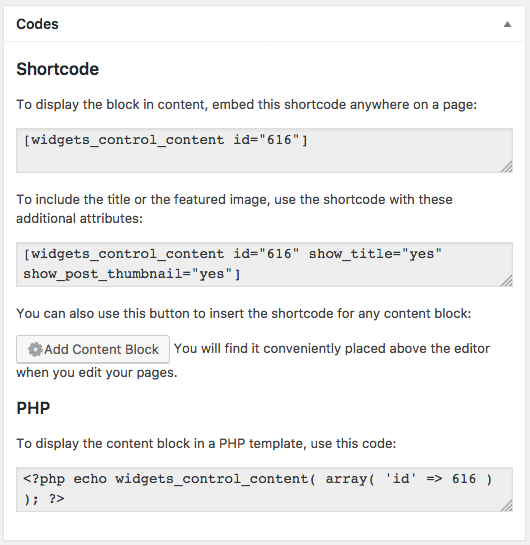 Codes
Shortcode
To display the block in content, embed this shortcode anywhere on a page:
[widgets_control_content id="616"]
To include the title or the featured image, use the shortcode with these
additional attributes:
[widgets_control_content id="616" show_title="yes"
show_post_thumbnail="yes"]
You can also use this button to insert the shortcode for any content block:
Add Content Block You will find it conveniently placed above the editor
when you edit your pages.
PHP
To display the content block in a PHP template, use this code:
<?php echo widgets_control_content( array( 'id' => 616 )
); ?>